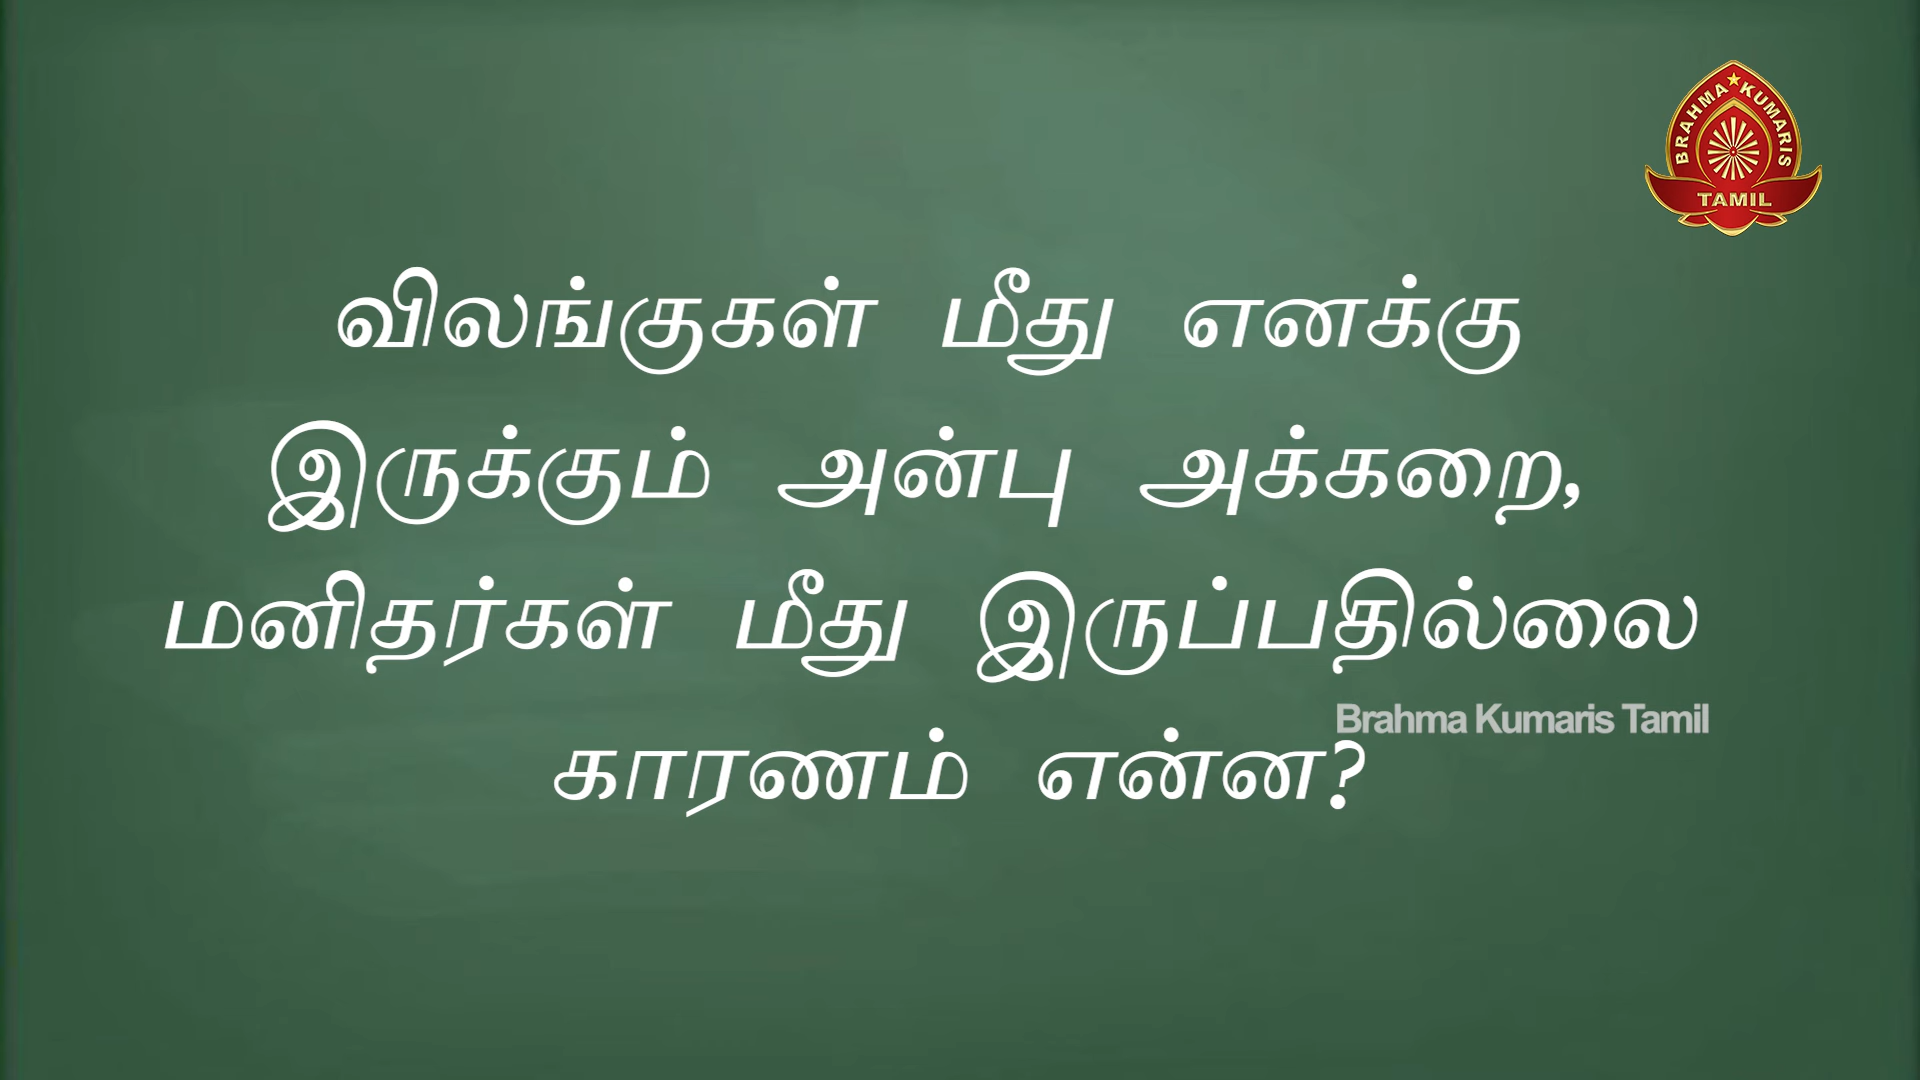 BRAHMA KUMARIS
TAMIL
விலங்குகள் மீது எனக்கு
இருக்கும் அன்பு அக்கறை,
மனிதர்கள் மீது இருப்பதில்லை
Brahma Kumaris Tamil
காரணம் என்ன?